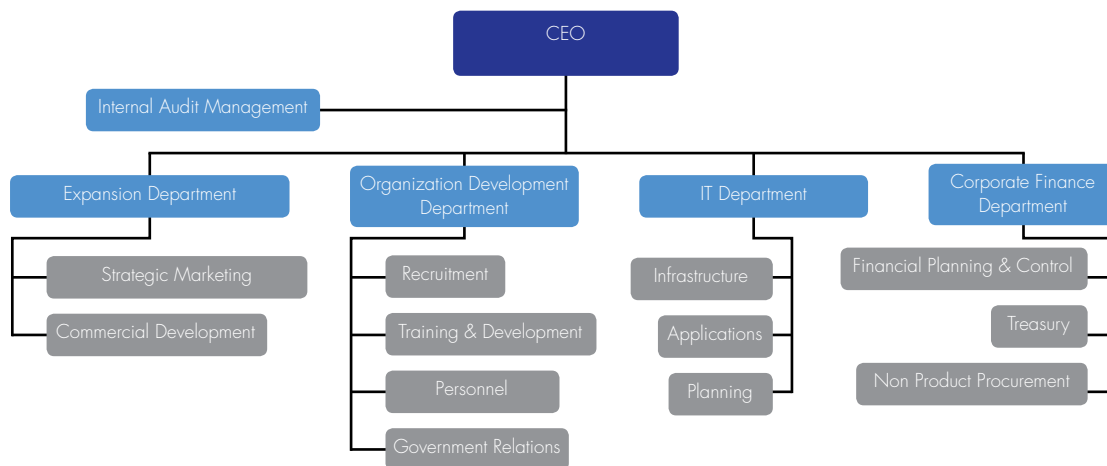 CEO
Internal Audit Management
Expansion Department
Organization Development
Department
IT Department
Corporate Finance
Department
Strategic Marketing
Commercial Development
Recruitment
Training & Development
Personnel
Government Relations
Infrastructure
Applications
Planning
Financial Planning & Control
Treasury
Non Product Procurement